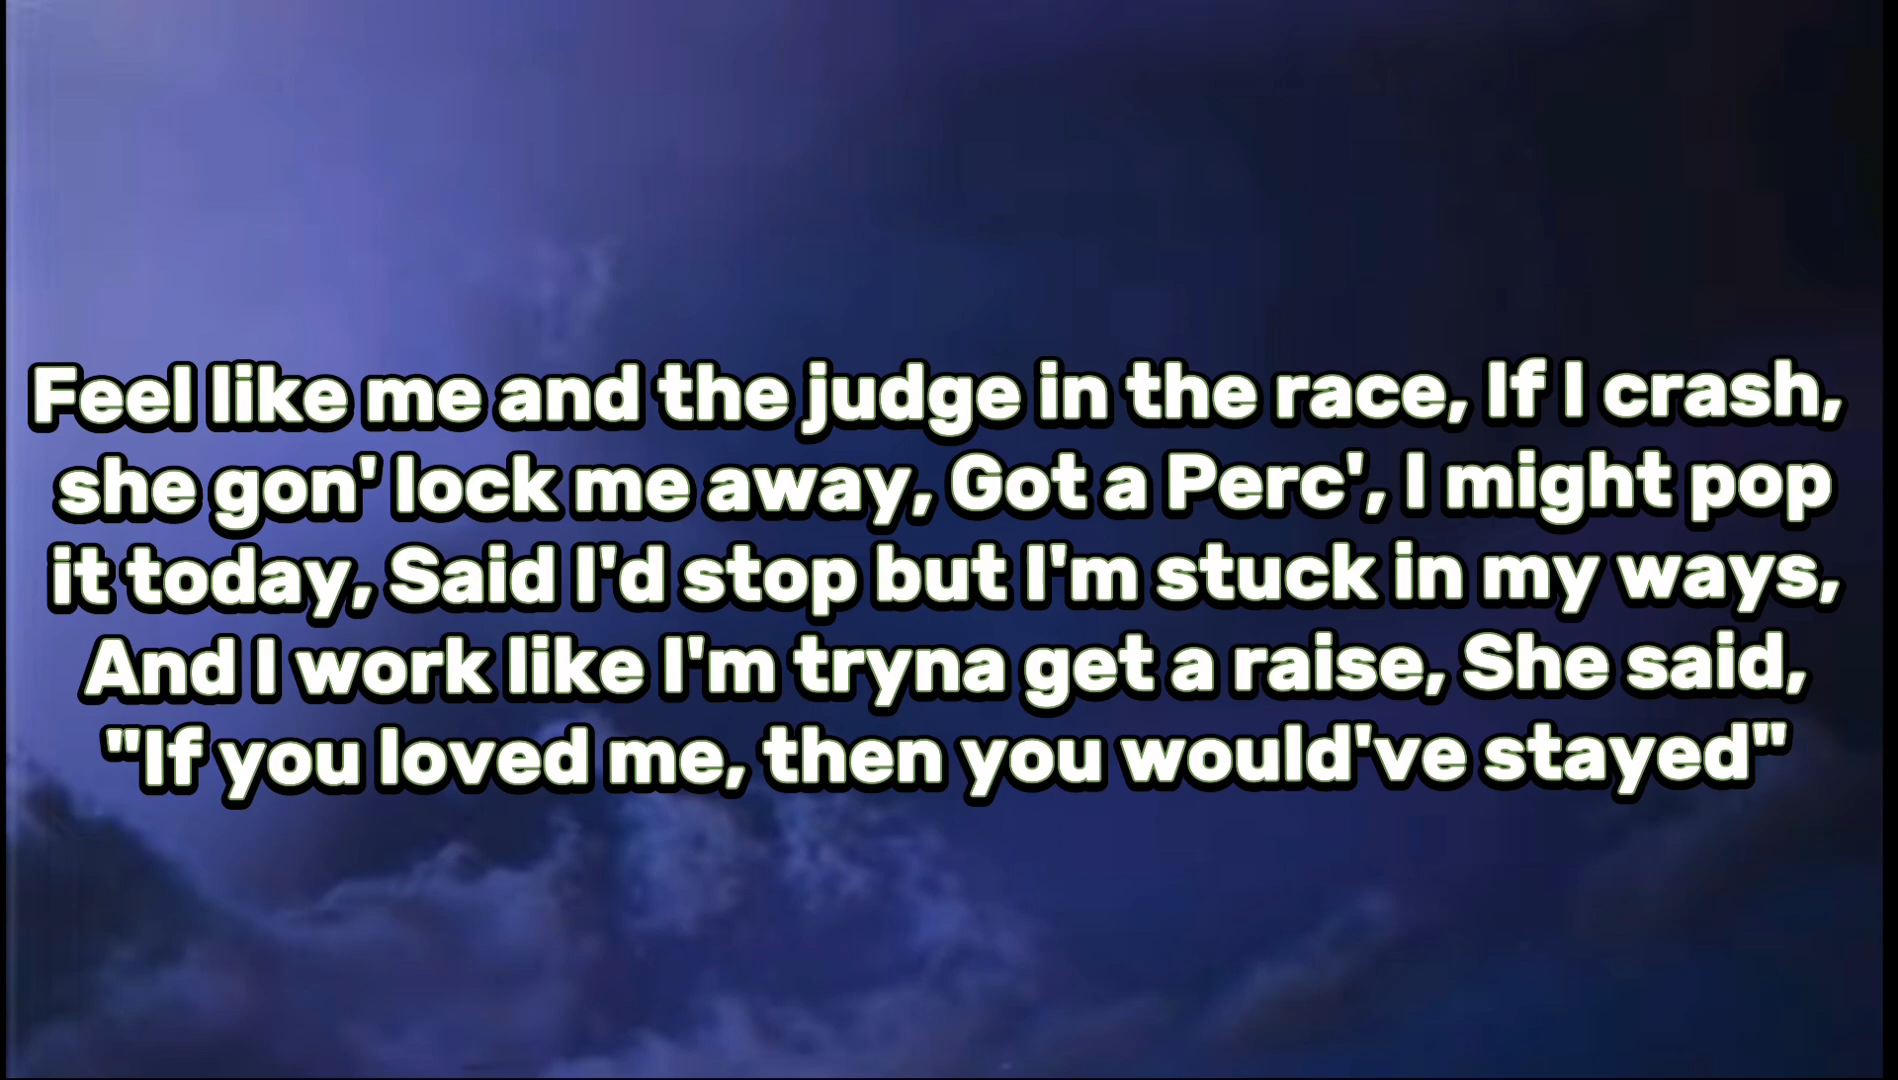 Feel like me and the judge in the race, If I crash,
she gon' lock me away, Got a Perc', I might pop
it today, Said I'd stop but I'm stuck in my ways,
And I work like I'm tryna get a raise, She said,
"If you loved me, then you would've stayed"